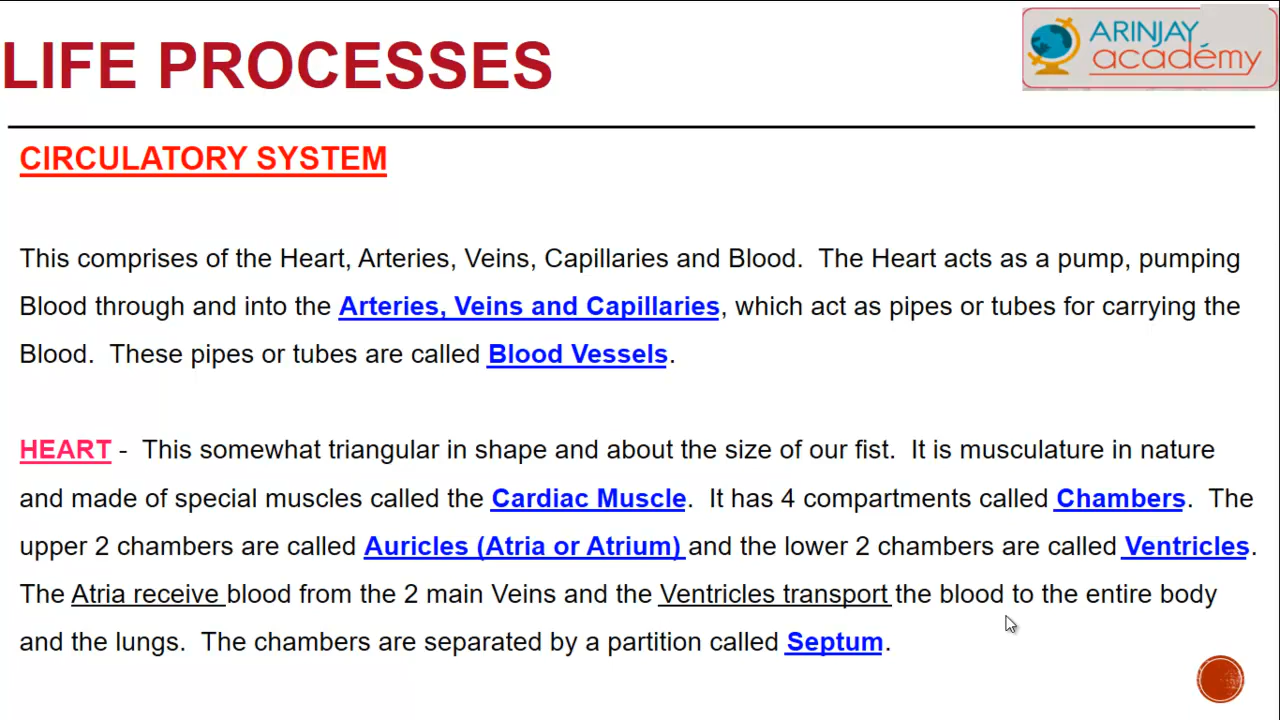 LIFE PROCESSES
ARINJAY
académy
CIRCULATORY SYSTEM
This comprises of the Heart, Arteries, Veins, Capillaries and Blood.  The Heart acts as a pump, pumping
Blood through and into the Arteries, Veins and Capillaries, which act as pipes or tubes for carrying the
Blood.  These pipes or tubes are called Blood Vessels.
HEART -  This somewhat triangular in shape and about the size of our fist.  It is musculature in nature
and made of special muscles called the Cardiac Muscle.  It has 4 compartments called Chambers.  The
upper 2 chambers are called Auricles (Atria or Atrium) and the lower 2 chambers are called Ventricles.
The Atria receive blood from the 2 main Veins and the Ventricles transport the blood to the entire body
and the lungs.  The chambers are separated by a partition called Septum.